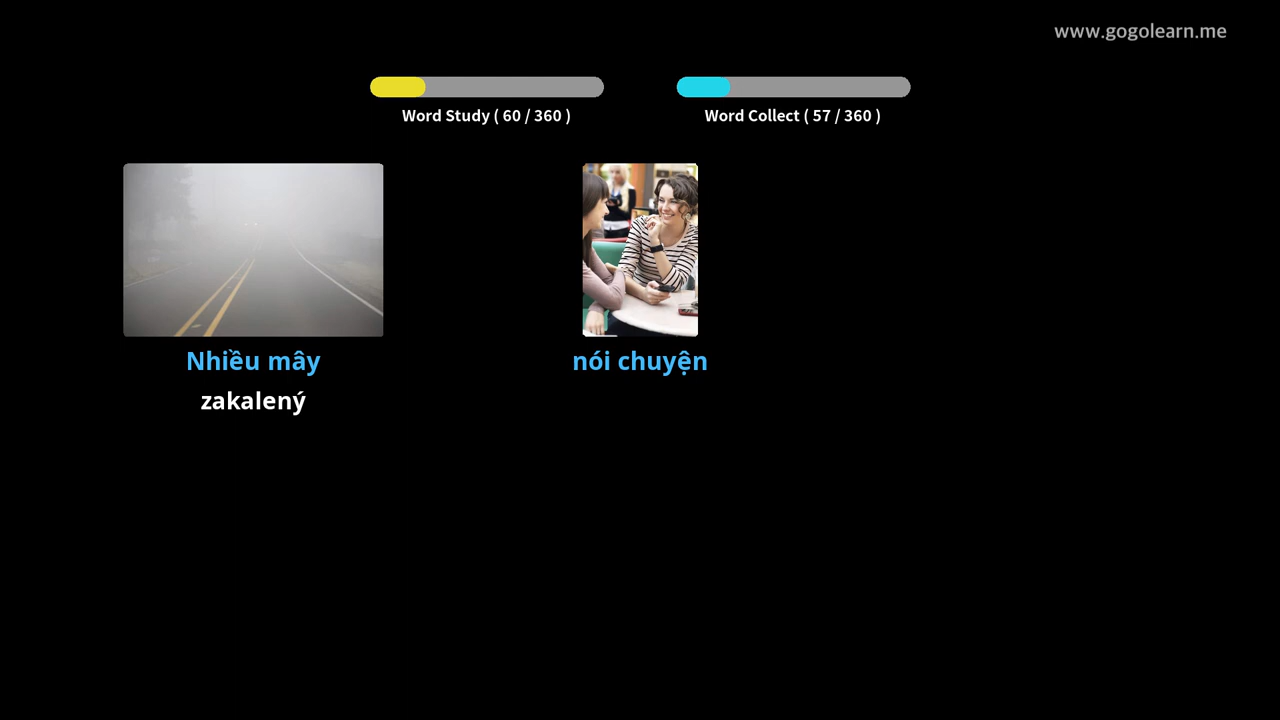 www.gogolearn.me
Word Study ( 60 / 360 )
Word Collect ( 57 / 360 )
Nhiều mây
nói chuyện
zakalený